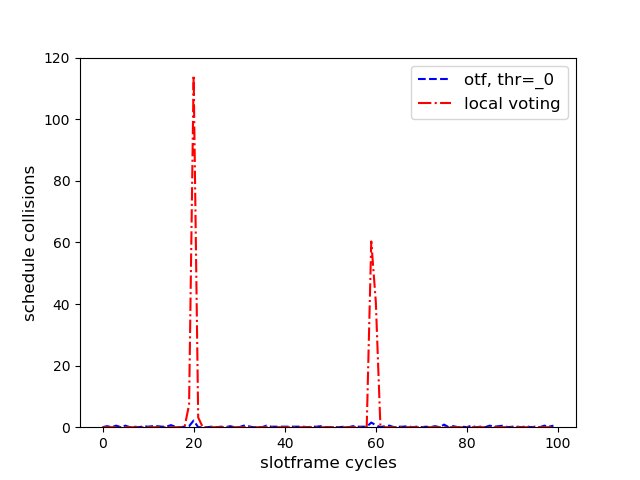 120
100
80
60
40
20
0
schedule collisions
otf, thr=_0
local voting
0 20 40 60 80 100
slotframe cycles